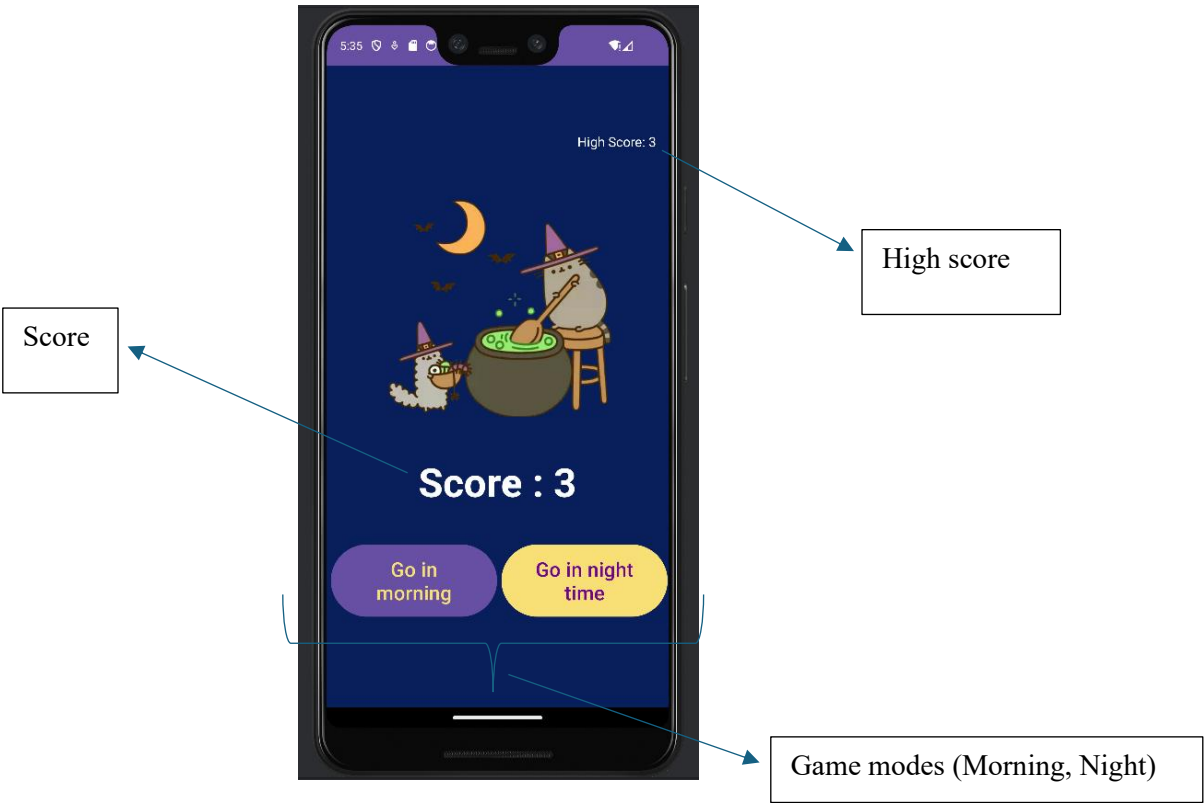 5:35
High Score: 3
High score
Score
Score : 3
Go in
morning
Go in night
time
Game modes (Morning, Night)